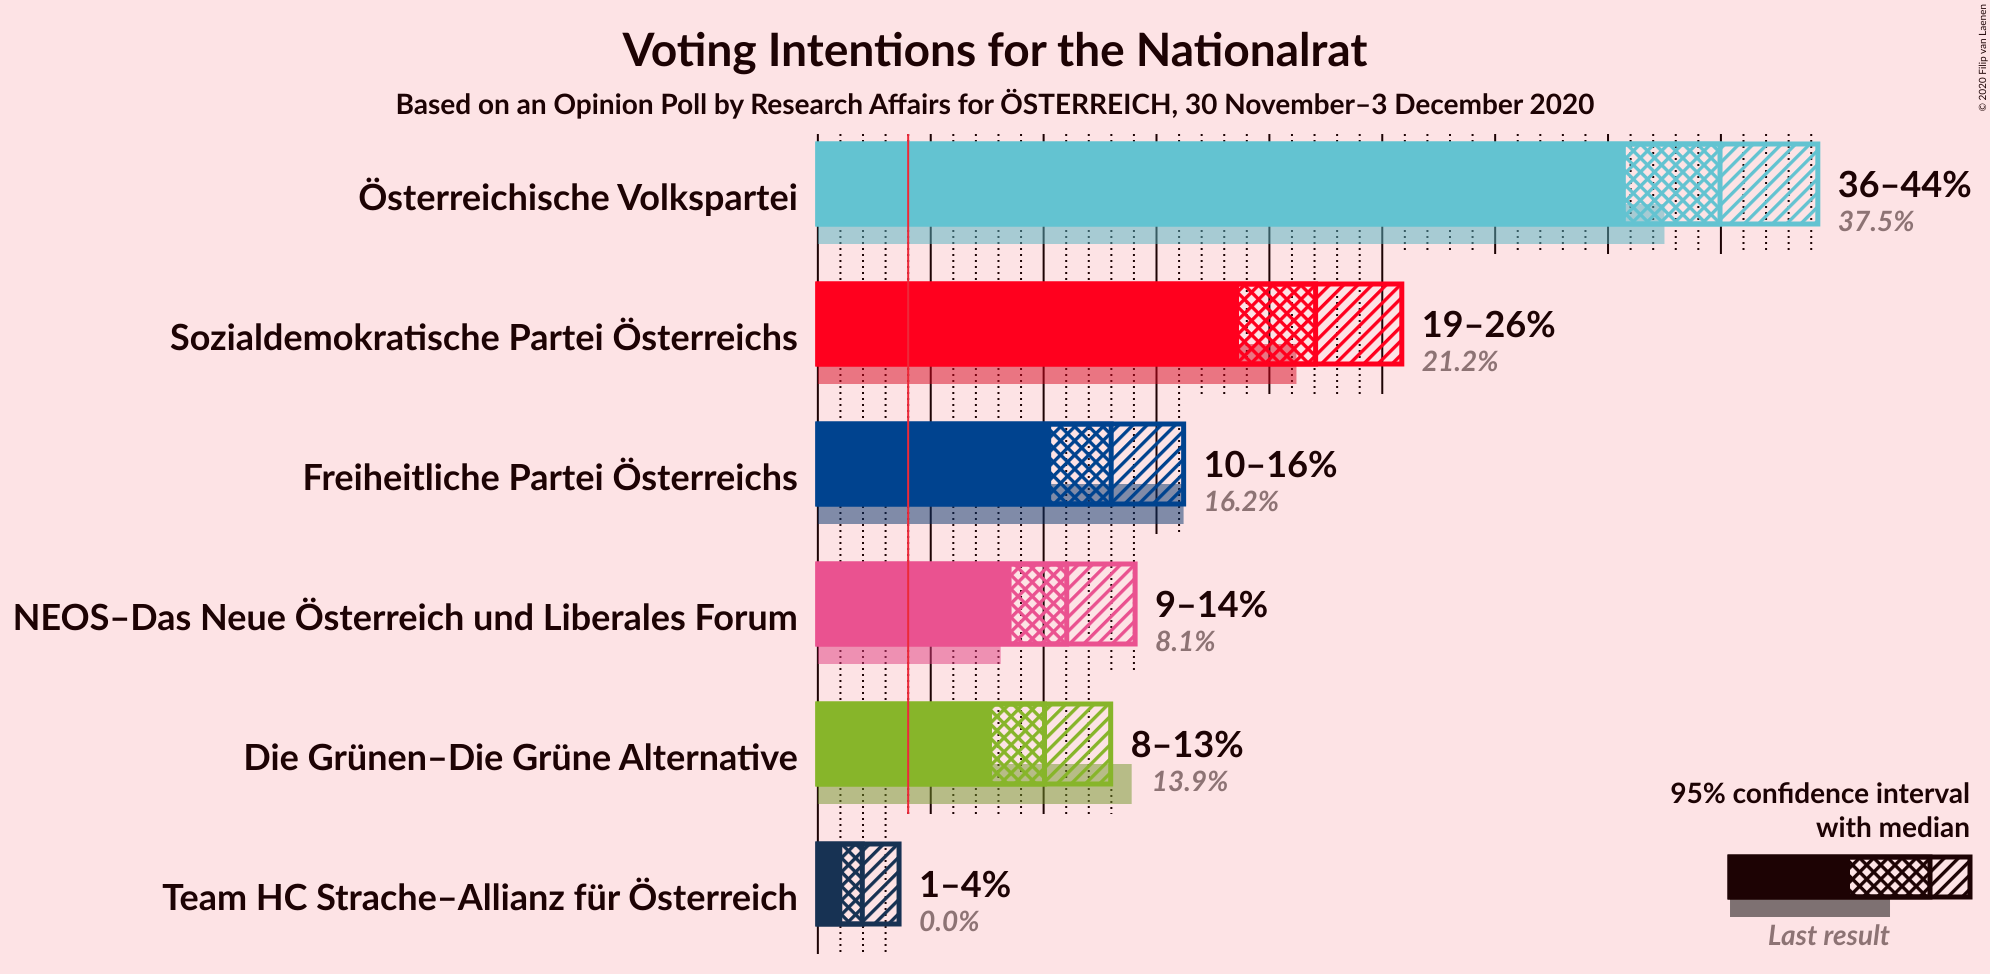 Voting Intentions for the Nationalrat
Based on an Opinion Poll by Research Affairs for ÖSTERREICH, 30 November–3 December 2020
© 2020 Filip van Laenen
Österreichische Volkspartei
36–44%
37.5%
Sozialdemokratische Partei Österreichs
19–26%
21.2%
Freiheitliche Partei Österreichs
10–16%
16.2%
NEOS–Das Neue Österreich und Liberales Forum
9–14%
8.1%
Die Grünen–Die Grüne Alternative
8–13%
13.9%
Team HC Strache–Allianz für Österreich
1–4%
0.0%
95% confidence interval
with median
Last result